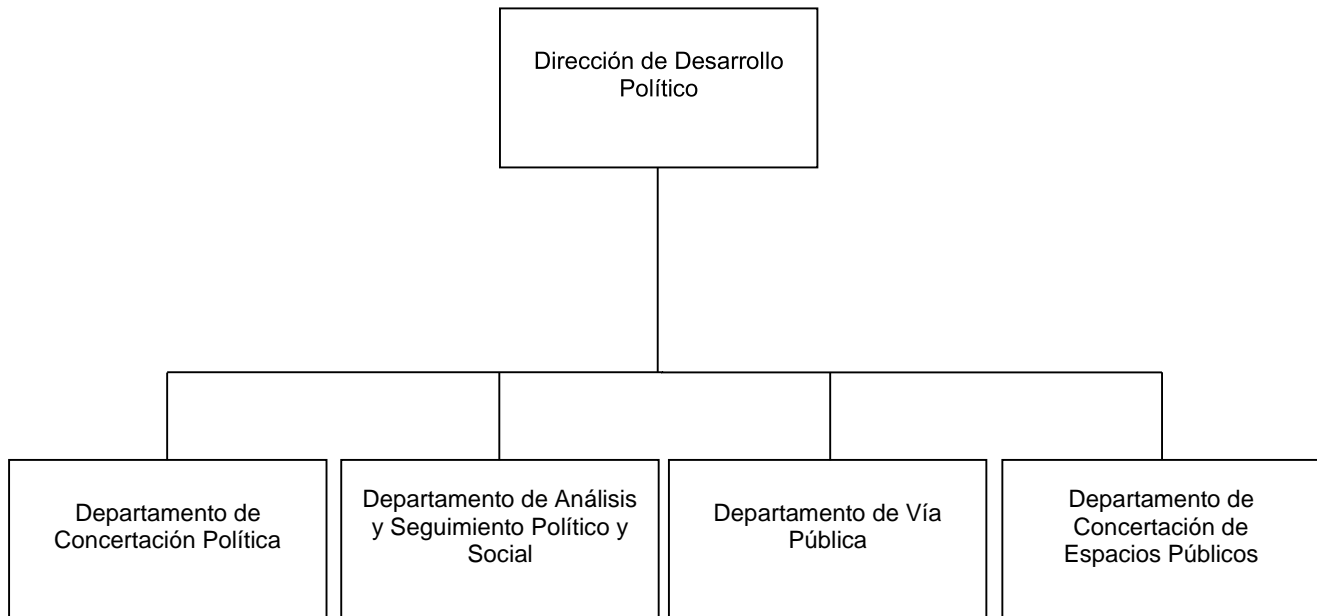 Dirección de Desarrollo
Político
Departamento de
Concertación Política
Departamento de Análisis
y Seguimiento Político y
Social
Departamento de Vía
Pública
Departamento de
Concertación de
Espacios Públicos